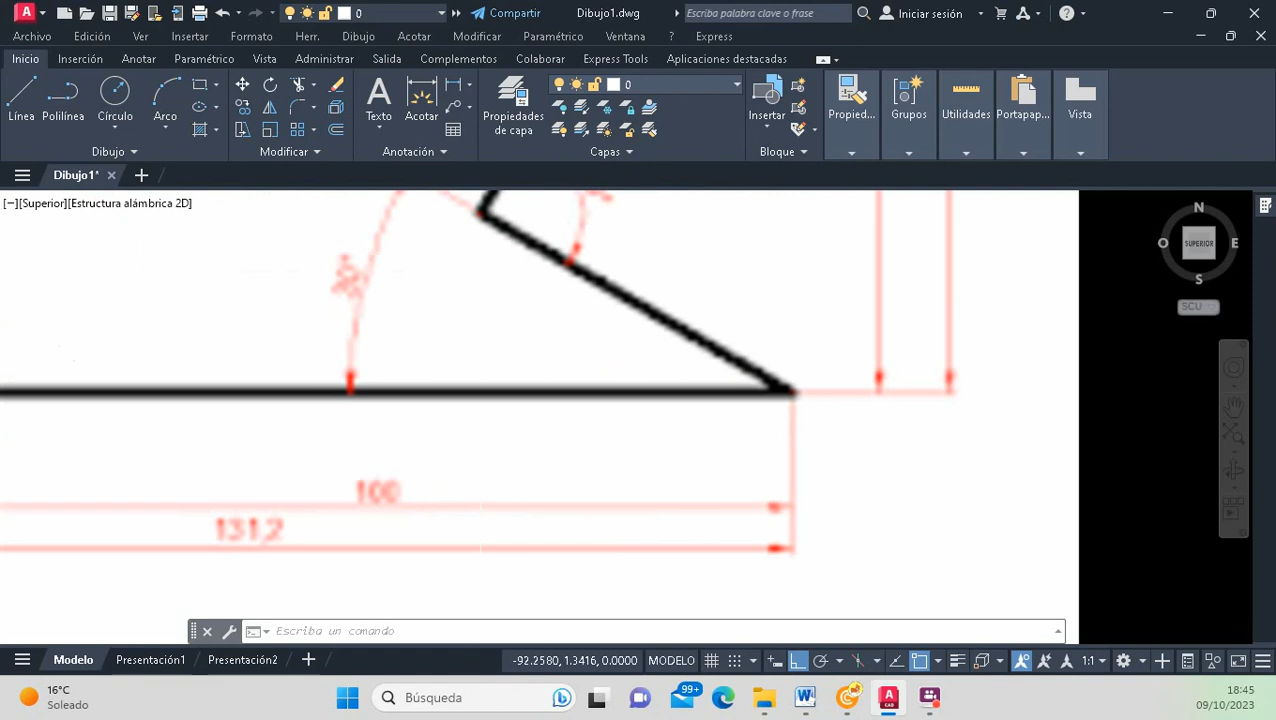 A CAD
Compartir
Dibujo1.dwg
Escriba palabra clave o frase
Iniciar sesión
Archivo Edición Ver Insertar Formato Herr. Dibujo Acotar Modificar Paramétrico Ventana ? Express
Inicio Inserción Anotar Paramétrico Vista Administrar Salida Complementos Colaborar Express Tools Aplicaciones destacadas
0
Línea Polilínea Círculo Arco
Texto Acotar
Propiedades de capa
Insertar
Propied... Grupos Utilidades Portapap... Vista
Dibujo Modificar Anotación Capas Bloque
Dibujo1*
[−][Superior][Estructura alámbrica 2D]
N
O SUPERIOR E
S
SCU
30°
100
131,2
Escriba un comando
Modelo Presentación1 Presentación2
-92.2580, 1.3416, 0.0000 MODELO
1:1
16°C
Soleado
Búsqueda
99+
18:45
09/10/2023